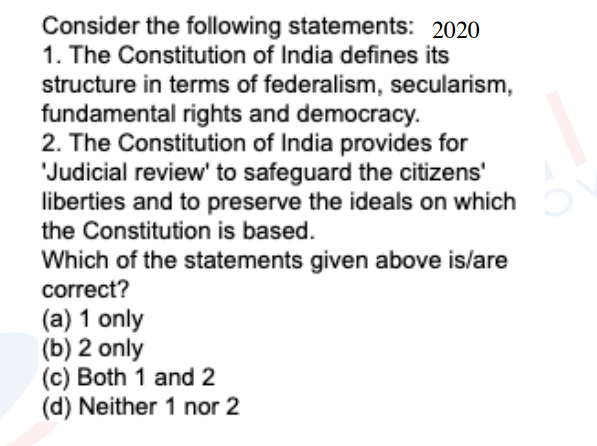 Consider the following statements: 2020
1. The Constitution of India defines its
structure in terms of federalism, secularism,
fundamental rights and democracy.
2. The Constitution of India provides for
'Judicial review' to safeguard the citizens'
liberties and to preserve the ideals on which
the Constitution is based.
Which of the statements given above is/are
correct?
(a) 1 only
(b) 2 only
(c) Both 1 and 2
(d) Neither 1 nor 2